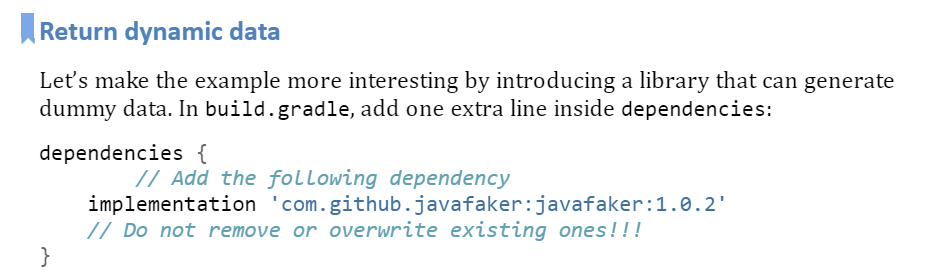 Return dynamic data
Let’s make the example more interesting by introducing a library that can generate
dummy data. In build.gradle, add one extra line inside dependencies:
dependencies {
        // Add the following dependency
    implementation 'com.github.javafaker:javafaker:1.0.2'
    // Do not remove or overwrite existing ones!!!
}